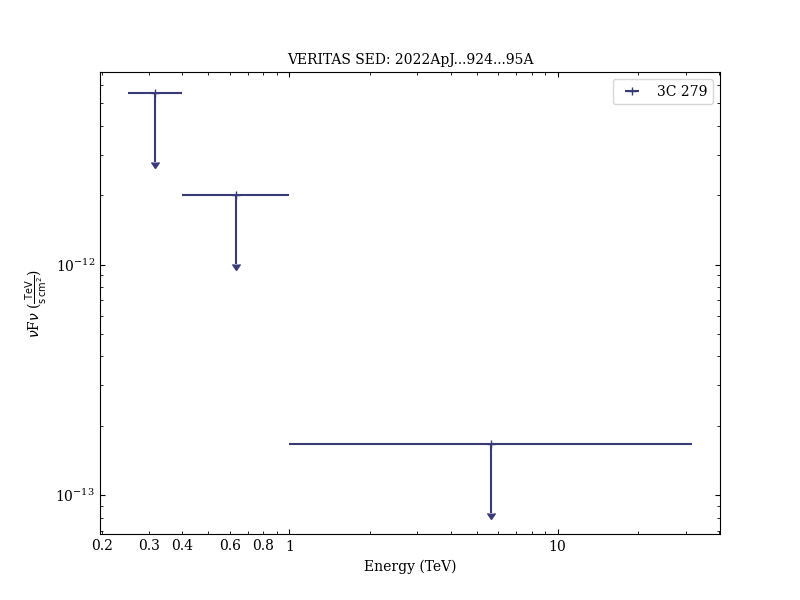 VERITAS SED: 2022ApJ...924...95A
3C 279
10⁻¹²
10⁻¹³
νFν (TeV / s cm²)
0.2 0.3 0.4 0.6 0.8 1 10
Energy (TeV)